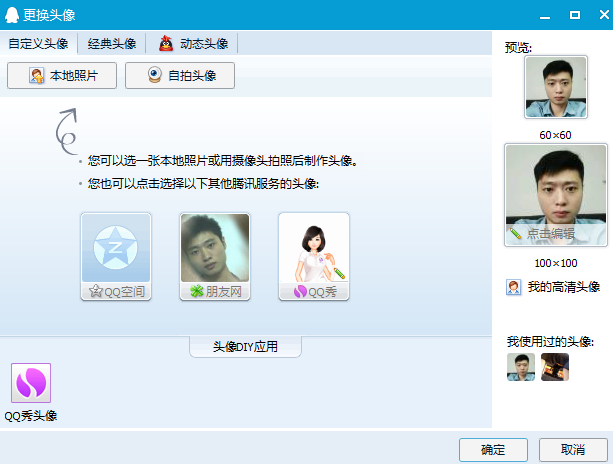 更换头像
自定义头像 经典头像 动态头像
本地照片 自拍头像
您可以选一张本地照片或用摄像头拍照后制作头像。
您也可以点击选择以下其他腾讯服务的头像:
QQ空间 朋友网 QQ秀
头像DIY应用
QQ秀头像
预览:
60×60
点击编辑
100×100
我的高清头像
我使用过的头像:
确定 取消